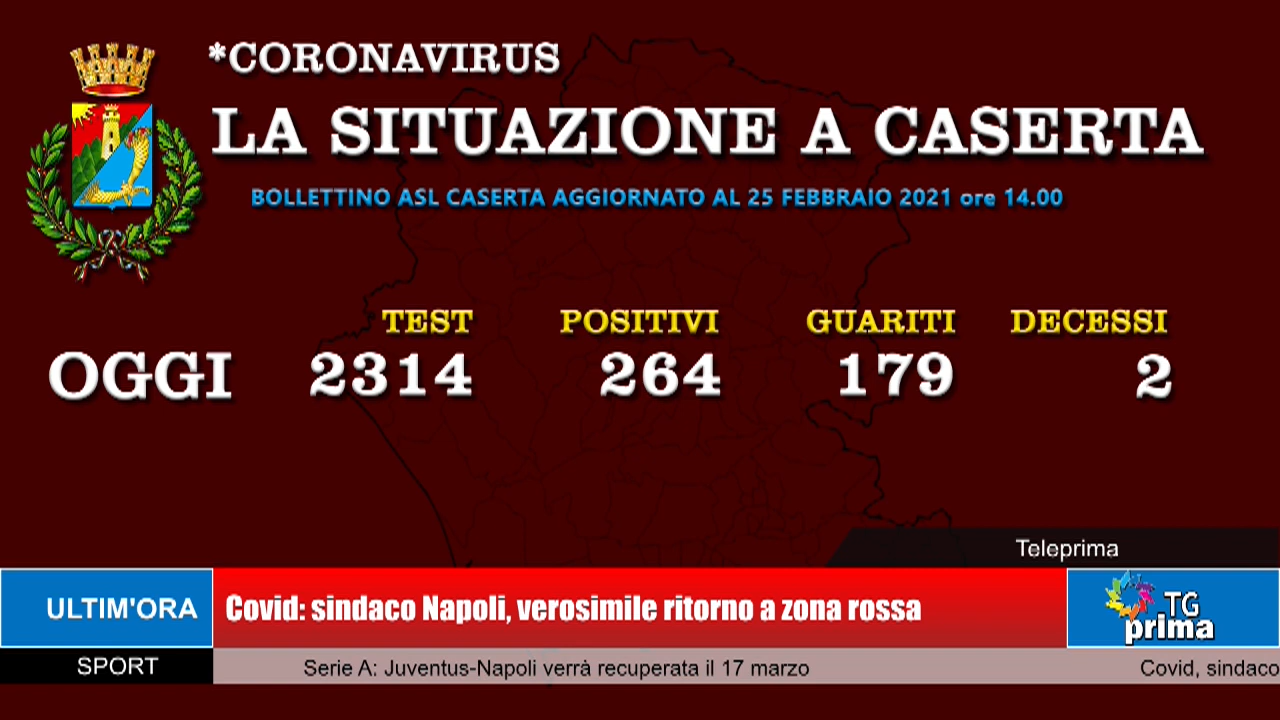 *CORONAVIRUS
LA SITUAZIONE A CASERTA
BOLLETTINO ASL CASERTA AGGIORNATO AL 25 FEBBRAIO 2021 ore 14.00
TEST POSITIVI GUARITI DECESSI
OGGI 2314 264 179 2
Teleprima
ULTIM'ORA Covid: sindaco Napoli, verosimile ritorno a zona rossa
TG
prima
SPORT Serie A: Juventus-Napoli verrà recuperata il 17 marzo Covid, sindaco